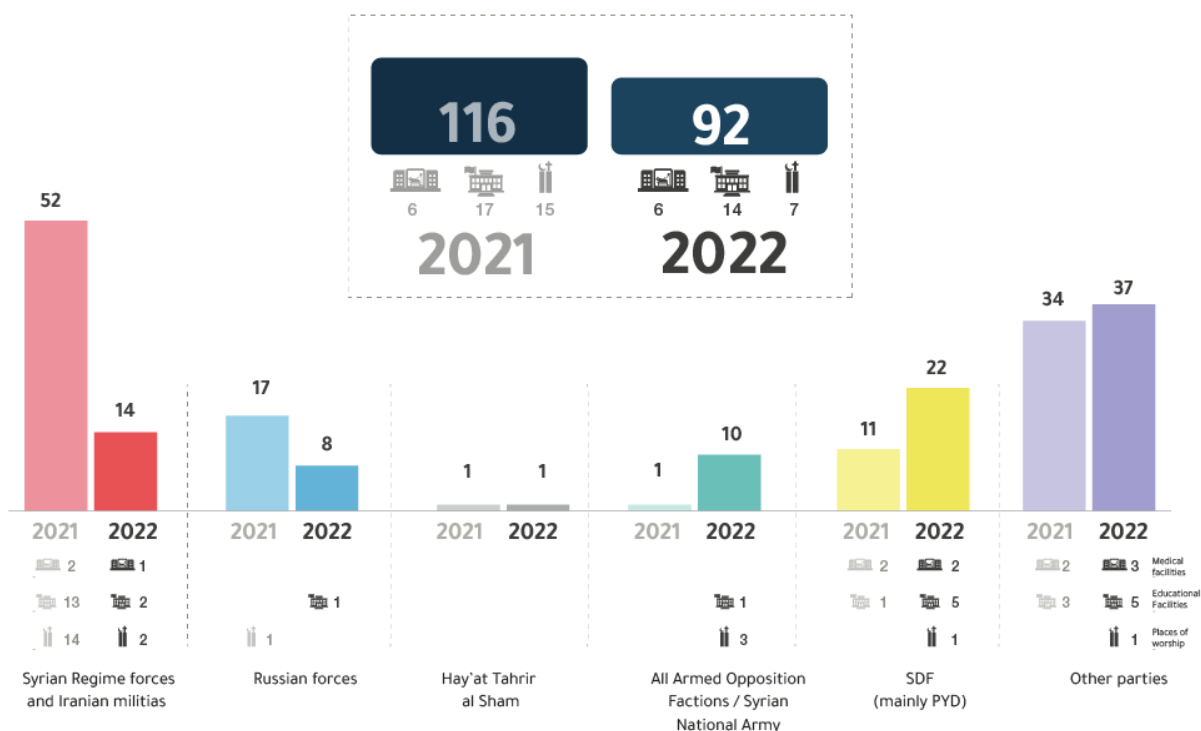 116
92
6 17 15
6 14 7
2021
2022
52
14
17
8
1
1
1
10
11
22
34
37
2021 2022
2021 2022
2021 2022
2021 2022
2021 2022
2021 2022
2 1
2 2
2 3
Medical
facilities
13 2
1
1
1 5
3 5
Educational
Facilities
14 2
1
3
1
1
Places of
worship
Syrian Regime forces
and Iranian militias
Russian forces
Hay`at Tahrir
al Sham
All Armed Opposition
Factions / Syrian
National Army
SDF
(mainly PYD)
Other parties